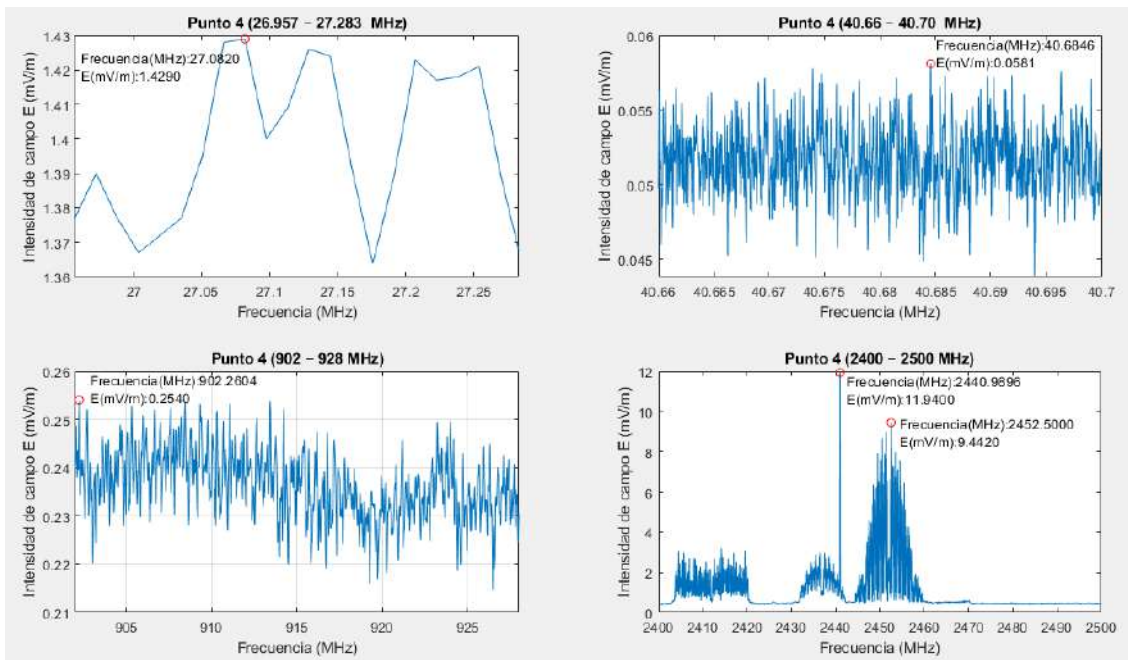 Punto 4 (26.957 – 27.283 MHz)
Intensidad de campo E (mV/m)
1.43
1.42
1.41
1.4
1.39
1.38
1.37
1.36
Frecuencia(MHz):27.0820
E(mV/m):1.4290
27
27.05
27.1
27.15
27.2
27.25
Frecuencia (MHz)
Punto 4 (40.66 – 40.70 MHz)
Intensidad de campo E (mV/m)
0.06
0.055
0.05
0.045
Frecuencia(MHz):40.6846
E(mV/m):0.0581
40.66
40.665
40.67
40.675
40.68
40.685
40.69
40.695
40.7
Frecuencia (MHz)
Punto 4 (902 – 928 MHz)
Intensidad de campo E (mV/m)
0.26
0.25
0.24
0.23
0.22
0.21
Frecuencia(MHz):902.2604
E(mV/m):0.2540
905
910
915
920
925
Frecuencia (MHz)
Punto 4 (2400 – 2500 MHz)
Intensidad de campo E (mV/m)
12
10
8
6
4
2
0
Frecuencia(MHz):2440.9896
E(mV/m):11.9400
Frecuencia(MHz):2452.5000
E(mV/m):9.4420
2400
2410
2420
2430
2440
2450
2460
2470
2480
2490
2500
Frecuencia (MHz)